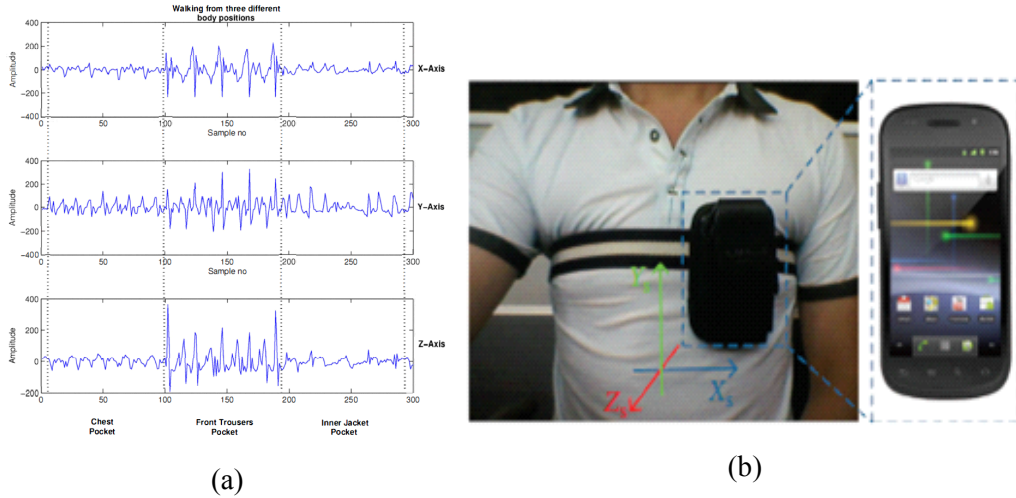 Walking from three different
body positions
400
200
0
-200
-400
Amplitude
0 50 100 150 200 250 300
Sample no
X-Axis
400
200
0
-200
-400
Amplitude
0 50 100 150 200 250 300
Sample no
Y-Axis
400
200
0
-200
Amplitude
0 50 100 150 200 250 300
Z-Axis
Chest
Pocket
Front Trousers
Pocket
Inner Jacket
Pocket
(a)
Ys
Xs
Zs
(b)